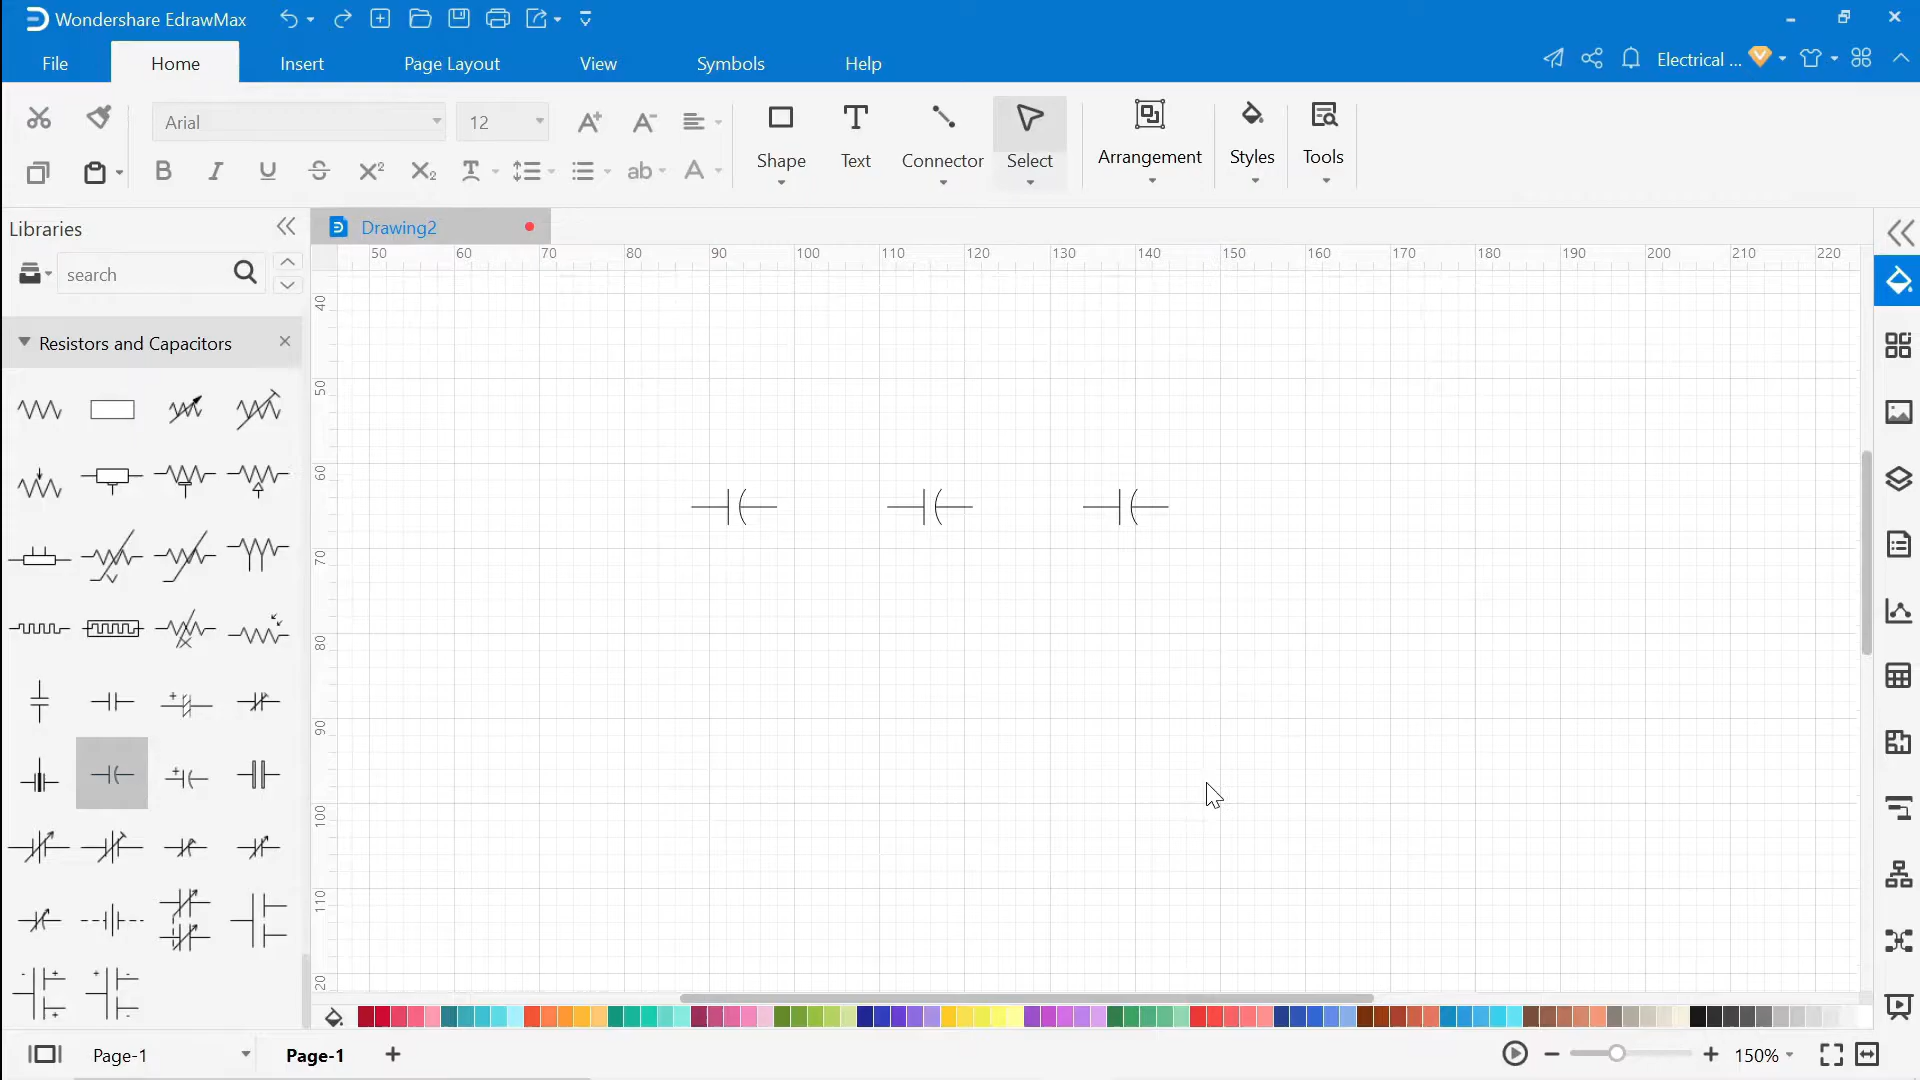 Wondershare EdrawMax
File Home Insert Page Layout View Symbols Help
Electrical ...
Arial 12
Shape Text Connector Select Arrangement Styles Tools
Libraries
Drawing2
search
50 60 70 80 90 100 110 120 130 140 150 160 170 180 190 200 210 220
Resistors and Capacitors
40
50
60
70
80
90
100
110
20
Page-1
Page-1
150%